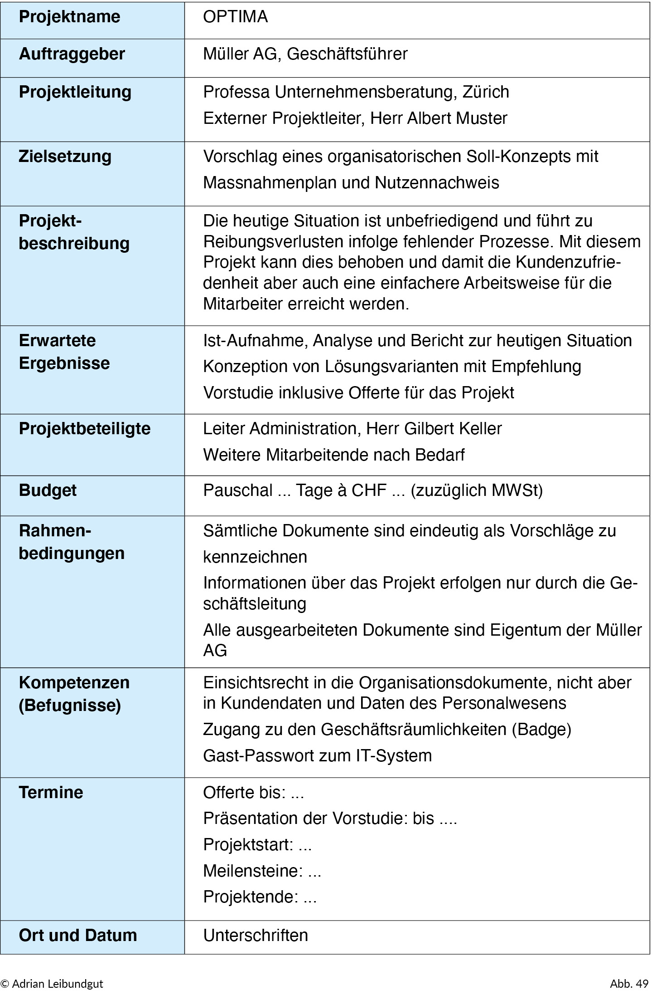 Projektname
OPTIMA
Auftraggeber
Müller AG, Geschäftsführer
Projektleitung
Professa Unternehmensberatung, Zürich
Externer Projektleiter, Herr Albert Muster
Zielsetzung
Vorschlag eines organisatorischen Soll-Konzepts mit
Massnahmenplan und Nutzennachweis
Projekt-
beschreibung
Die heutige Situation ist unbefriedigend und führt zu
Reibungsverlusten infolge fehlender Prozesse. Mit diesem
Projekt kann dies behoben und damit die Kundenzufrie-
denheit aber auch eine einfachere Arbeitsweise für die
Mitarbeiter erreicht werden.
Erwartete
Ergebnisse
Ist-Aufnahme, Analyse und Bericht zur heutigen Situation
Konzeption von Lösungsvarianten mit Empfehlung
Vorstudie inklusive Offerte für das Projekt
Projektbeteiligte
Leiter Administration, Herr Gilbert Keller
Weitere Mitarbeitende nach Bedarf
Budget
Pauschal ... Tage à CHF ... (zuzüglich MWSt)
Rahmen-
bedingungen
Sämtliche Dokumente sind eindeutig als Vorschläge zu
kennzeichnen
Informationen über das Projekt erfolgen nur durch die Ge-
schäftsleitung
Alle ausgearbeiteten Dokumente sind Eigentum der Müller
AG
Kompetenzen
(Befugnisse)
Einsichtsrecht in die Organisationsdokumente, nicht aber
in Kundendaten und Daten des Personalwesens
Zugang zu den Geschäftsräumlichkeiten (Badge)
Gast-Passwort zum IT-System
Termine
Offerte bis: ...
Präsentation der Vorstudie: bis ....
Projektstart: ...
Meilensteine: ...
Projektende: ...
Ort und Datum
Unterschriften
© Adrian Leibundgut
Abb. 49